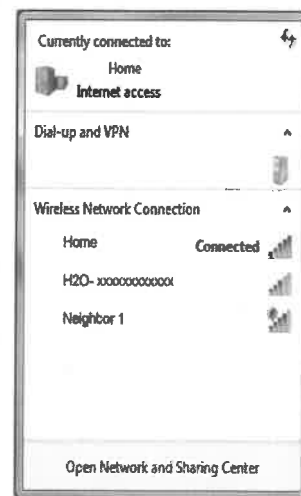 Currently connected to:
Home
Internet access
Dial-up and VPN
Wireless Network Connection
Home Connected
H2O- xxxxxxxxxxxx
Neighbor 1
Open Network and Sharing Center